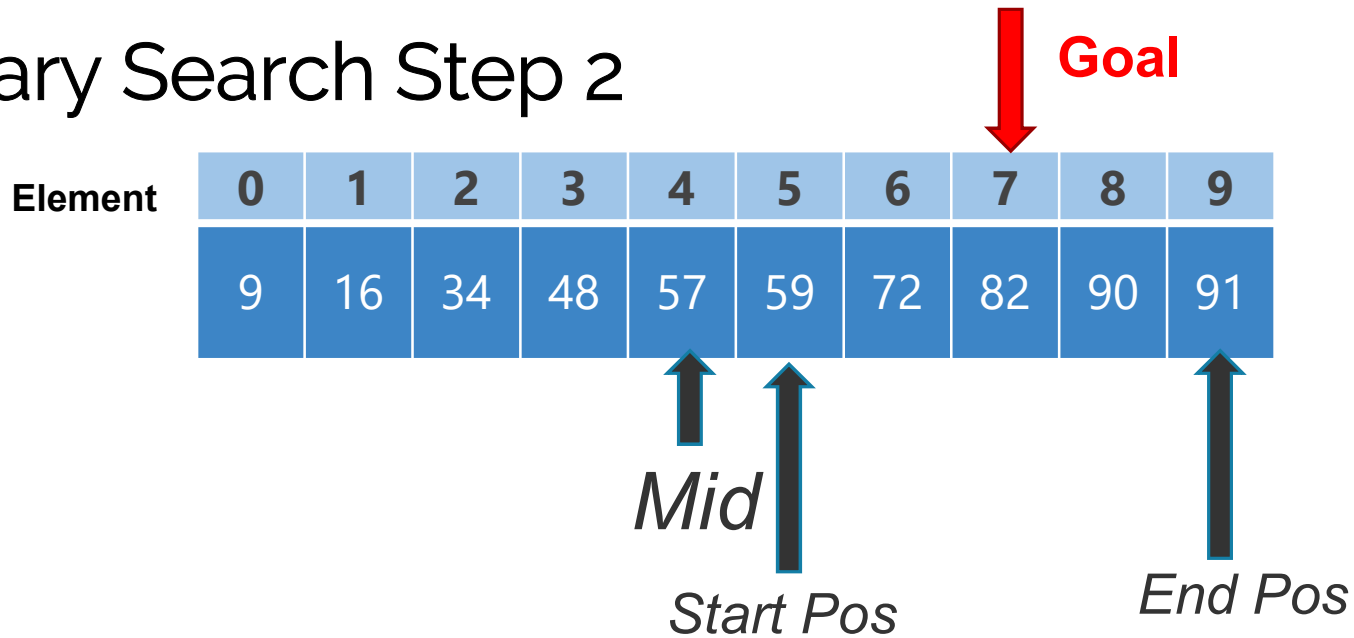 ary Search Step 2
Goal
Element 0 1 2 3 4 5 6 7 8 9
9 16 34 48 57 59 72 82 90 91
Mid
Start Pos
End Pos